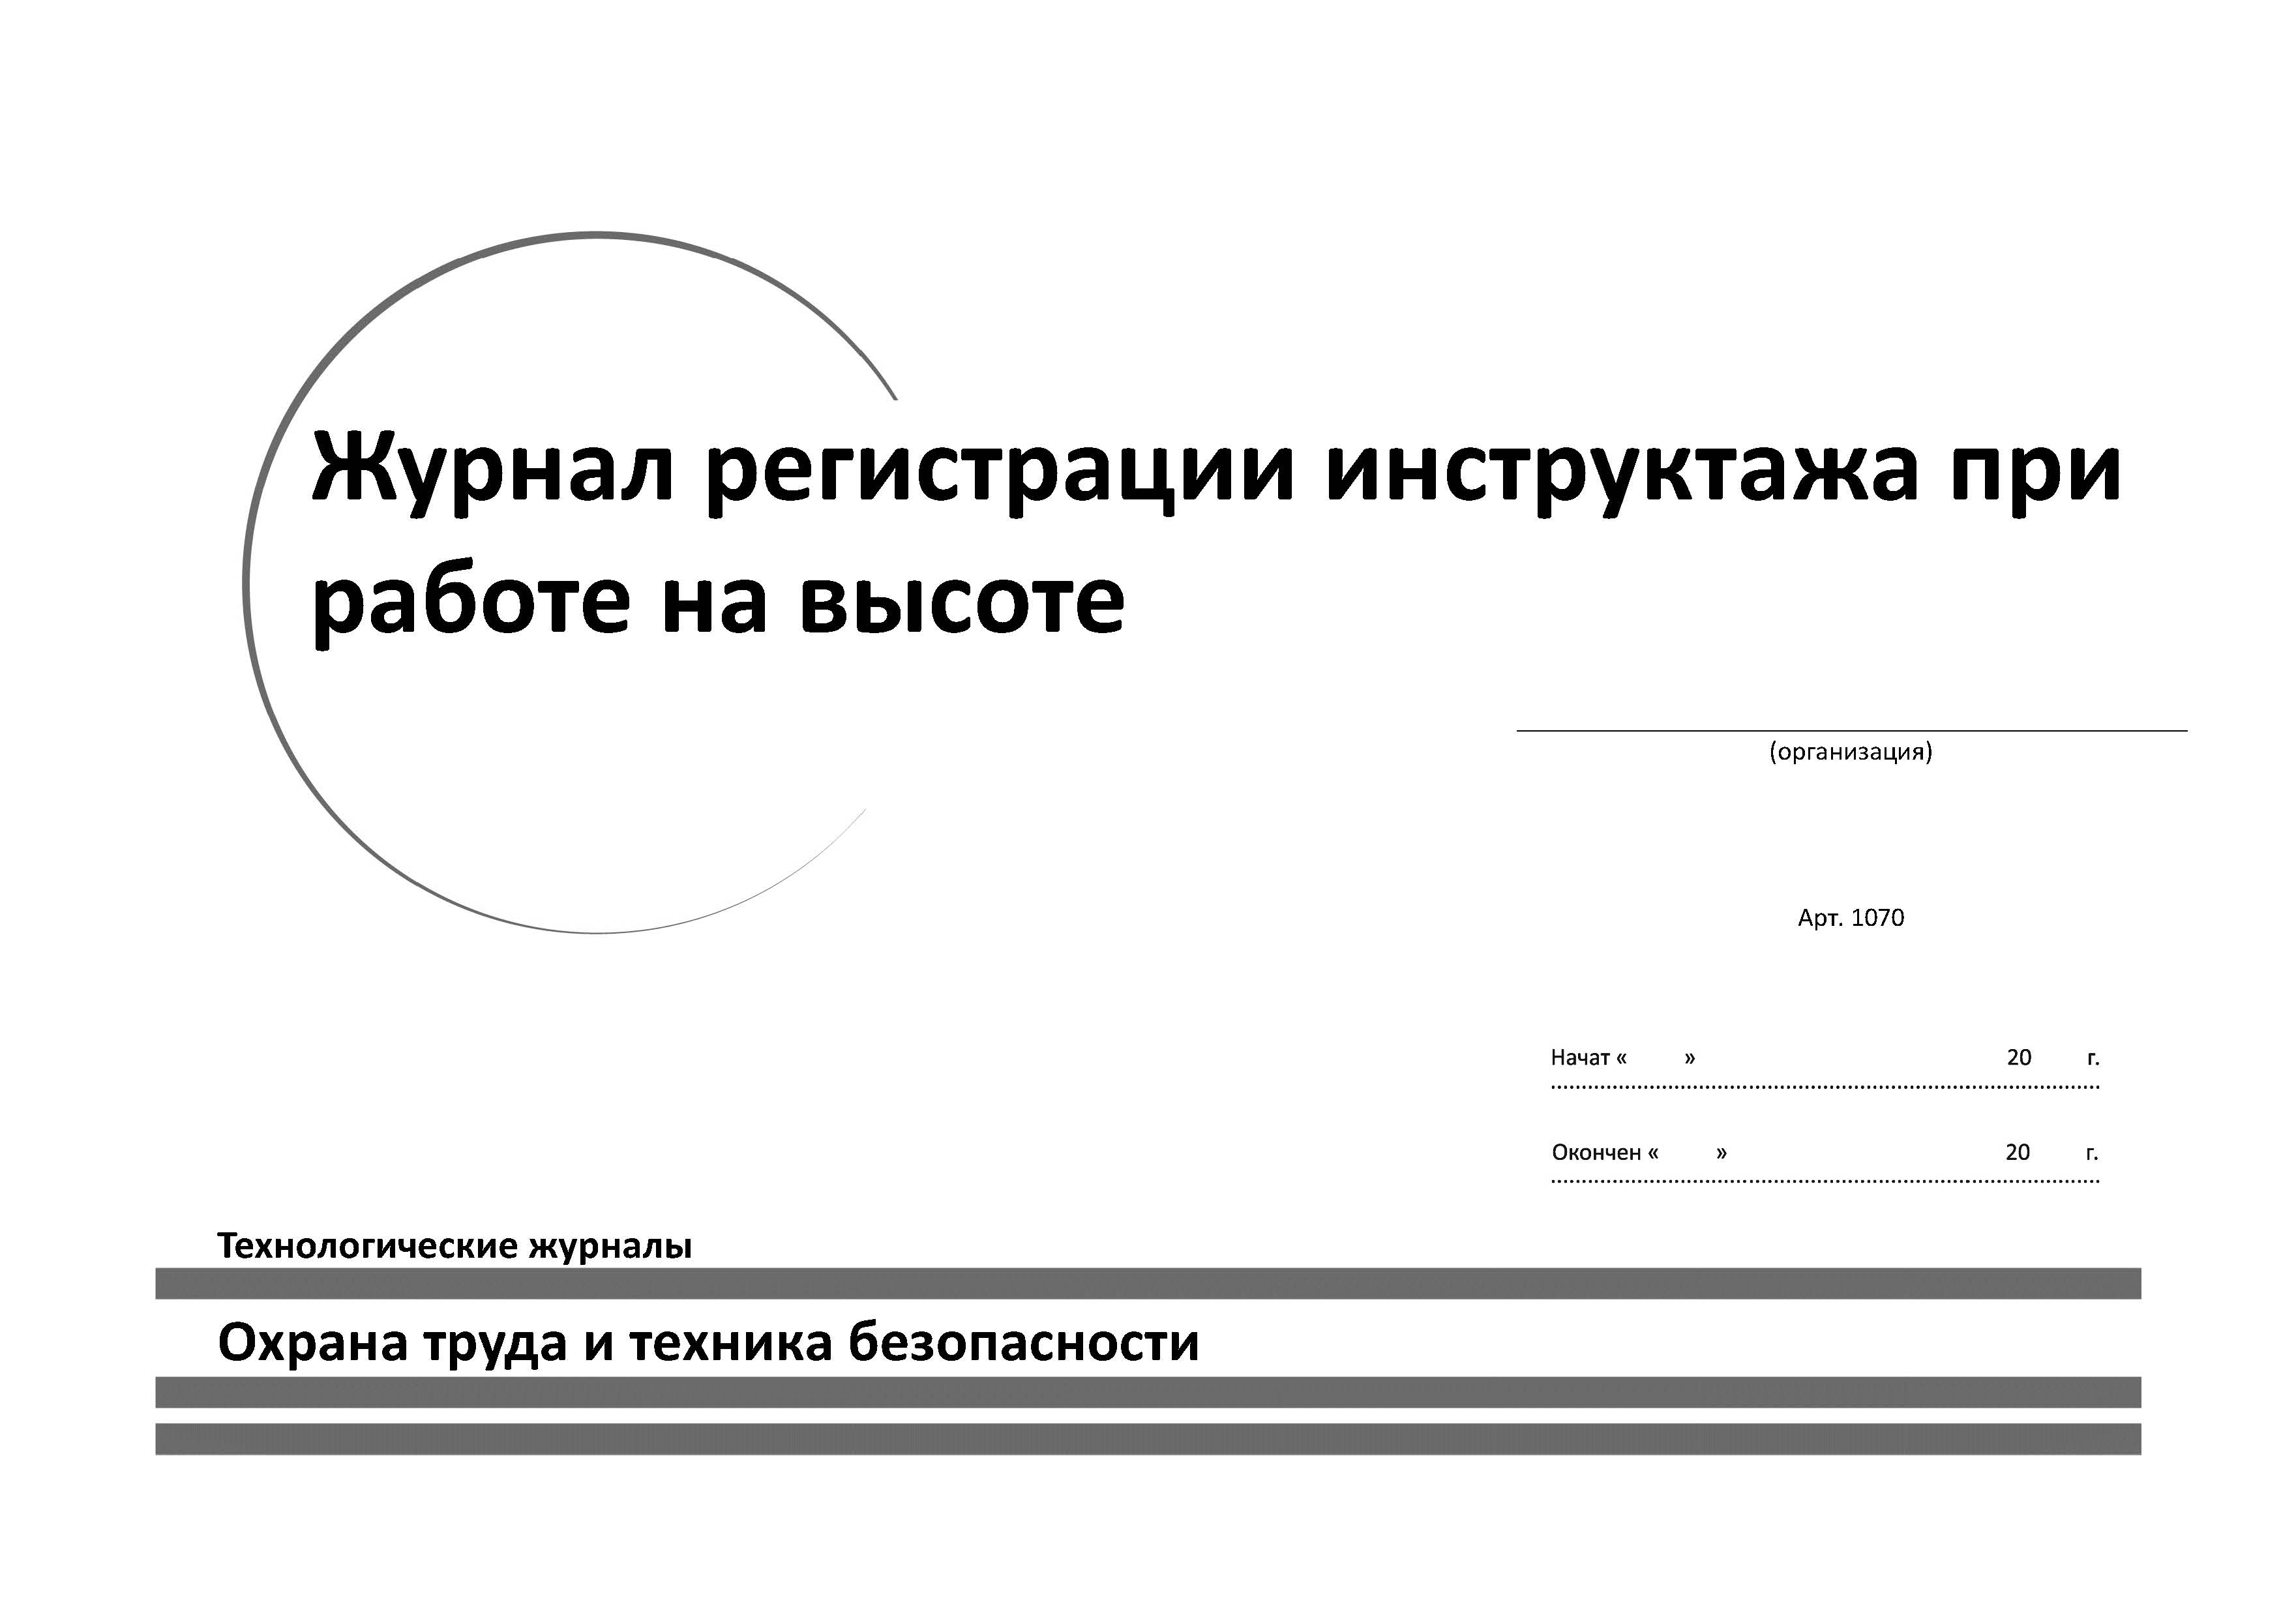 Журнал регистрации инструктажа при
работе на высоте
(организация)
Арт. 1070
Начат « » 20 г.
Окончен « » 20 г.
Технологические журналы
Охрана труда и техника безопасности